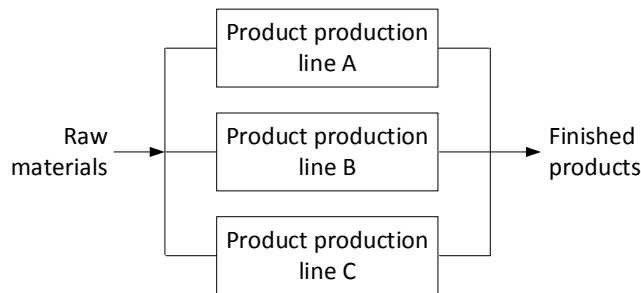 Product production
line A
Raw
materials
Product production
line B
Finished
products
Product production
line C